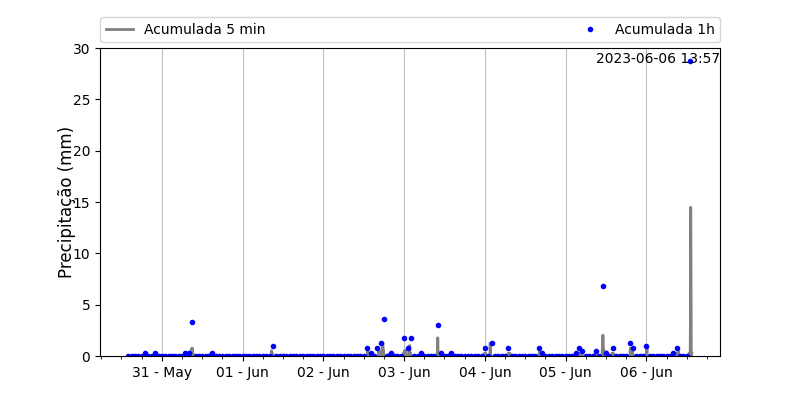 Acumulada 5 min
Acumulada 1h
2023-06-06 13:57
Precipitação (mm)
30
25
20
15
10
5
0
31 - May
01 - Jun
02 - Jun
03 - Jun
04 - Jun
05 - Jun
06 - Jun